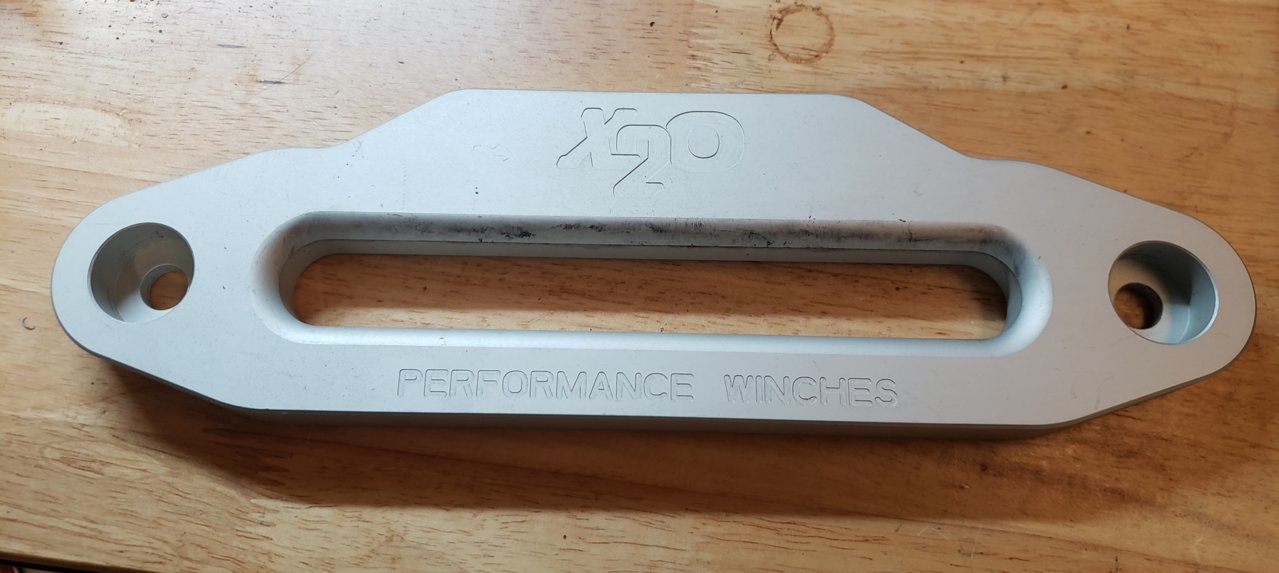 X2O
PERFORMANCE WINCHES